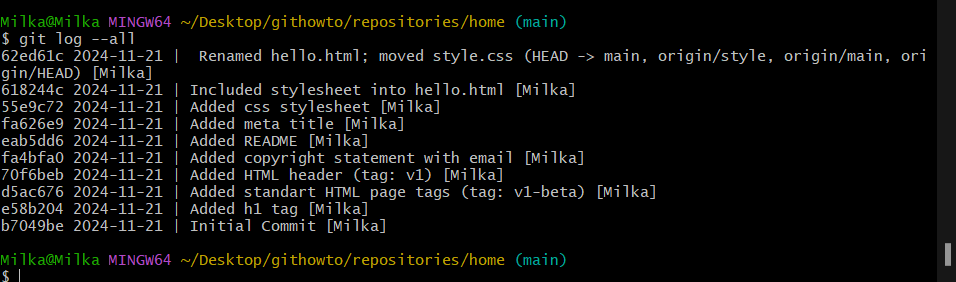 Milka@Milka MINGW64 ~/Desktop/githowto/repositories/home (main)
$ git log --all
62ed61c 2024-11-21 |  Renamed hello.html; moved style.css (HEAD -> main, origin/style, origin/main, ori
gin/HEAD) [Milka]
618244c 2024-11-21 | Included stylesheet into hello.html [Milka]
55e9c72 2024-11-21 | Added css stylesheet [Milka]
fa626e9 2024-11-21 | Added meta title [Milka]
eab5dd6 2024-11-21 | Added README [Milka]
fa4bfa0 2024-11-21 | Added copyright statement with email [Milka]
70f6beb 2024-11-21 | Added HTML header (tag: v1) [Milka]
d5ac676 2024-11-21 | Added standart HTML page tags (tag: v1-beta) [Milka]
e58b204 2024-11-21 | Added h1 tag [Milka]
b7049be 2024-11-21 | Initial Commit [Milka]
Milka@Milka MINGW64 ~/Desktop/githowto/repositories/home (main)
$